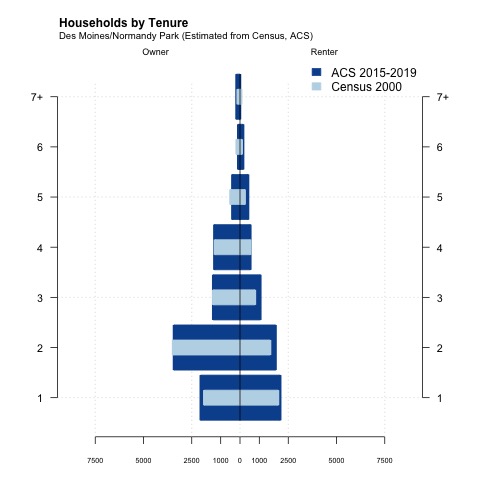 Households by Tenure
Des Moines/Normandy Park (Estimated from Census, ACS)
Owner Renter
ACS 2015-2019
Census 2000
7+ 7+
6 6
5 5
4 4
3 3
2 2
1 1
7500 5000 2500 1000 0 1000 2500 5000 7500